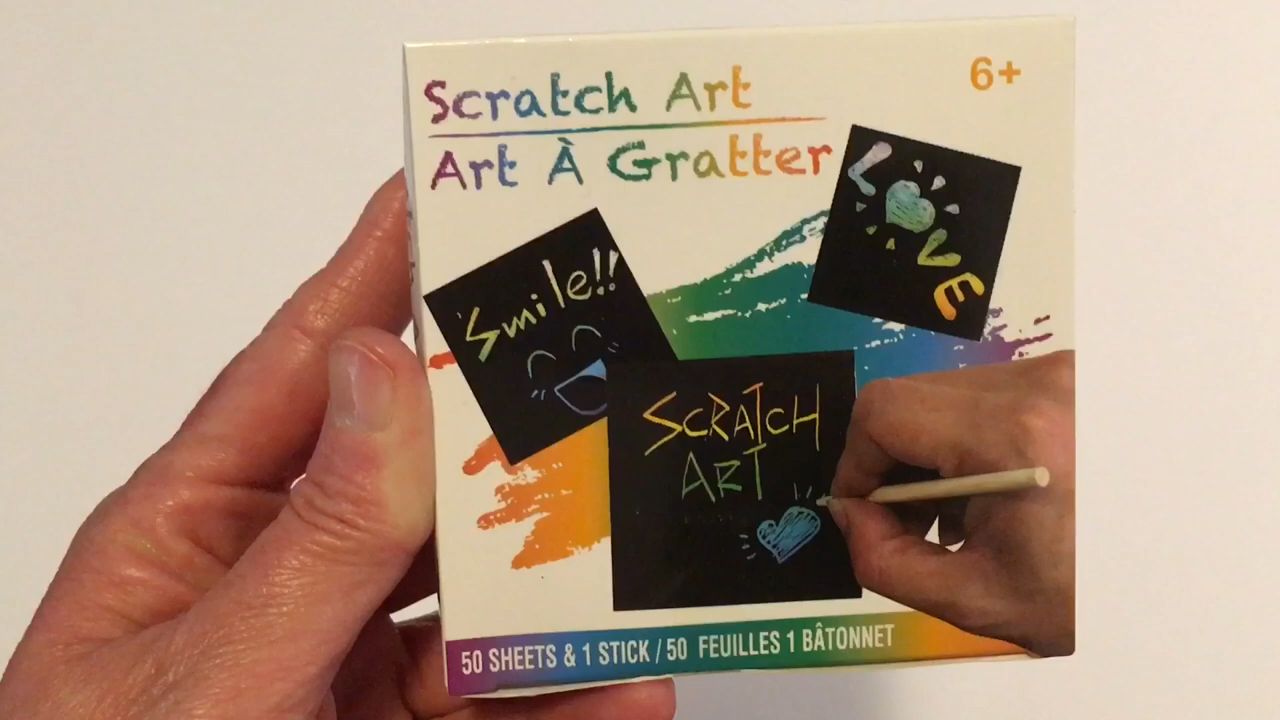 Scratch Art
Art À Gratter
6+
LOVE
Smile!!
SCRATCH
ART
50 SHEETS & 1 STICK / 50 FEUILLES 1 BÂTONNET